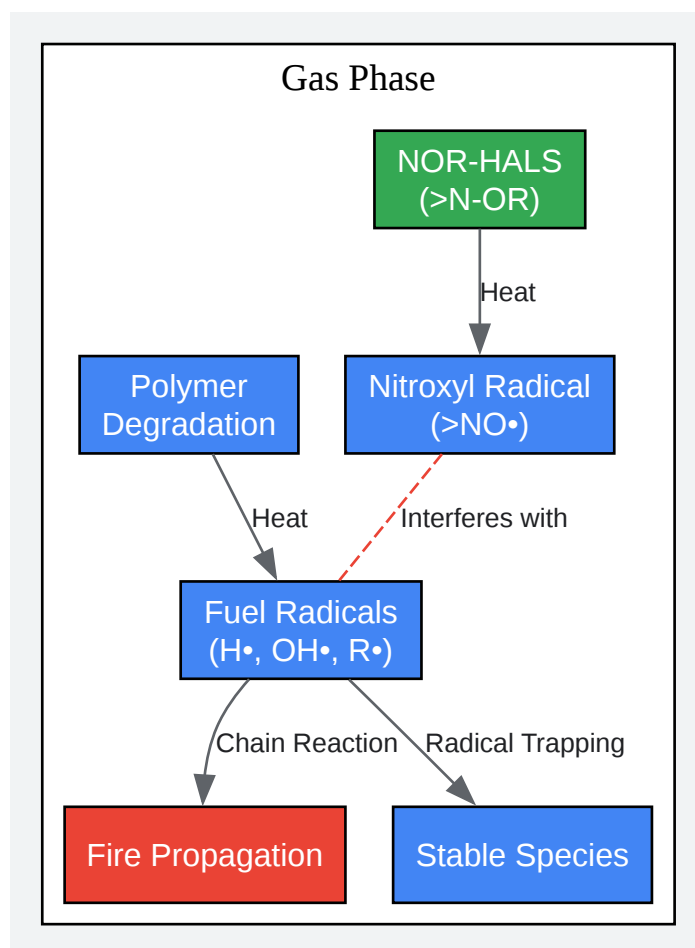 Gas Phase
NOR-HALS
(>N-OR)
Heat
Polymer
Degradation
Nitroxyl Radical
(>NO•)
Heat
Interferes with
Fuel Radicals
(H•, OH•, R•)
Chain Reaction
Radical Trapping
Fire Propagation
Stable Species